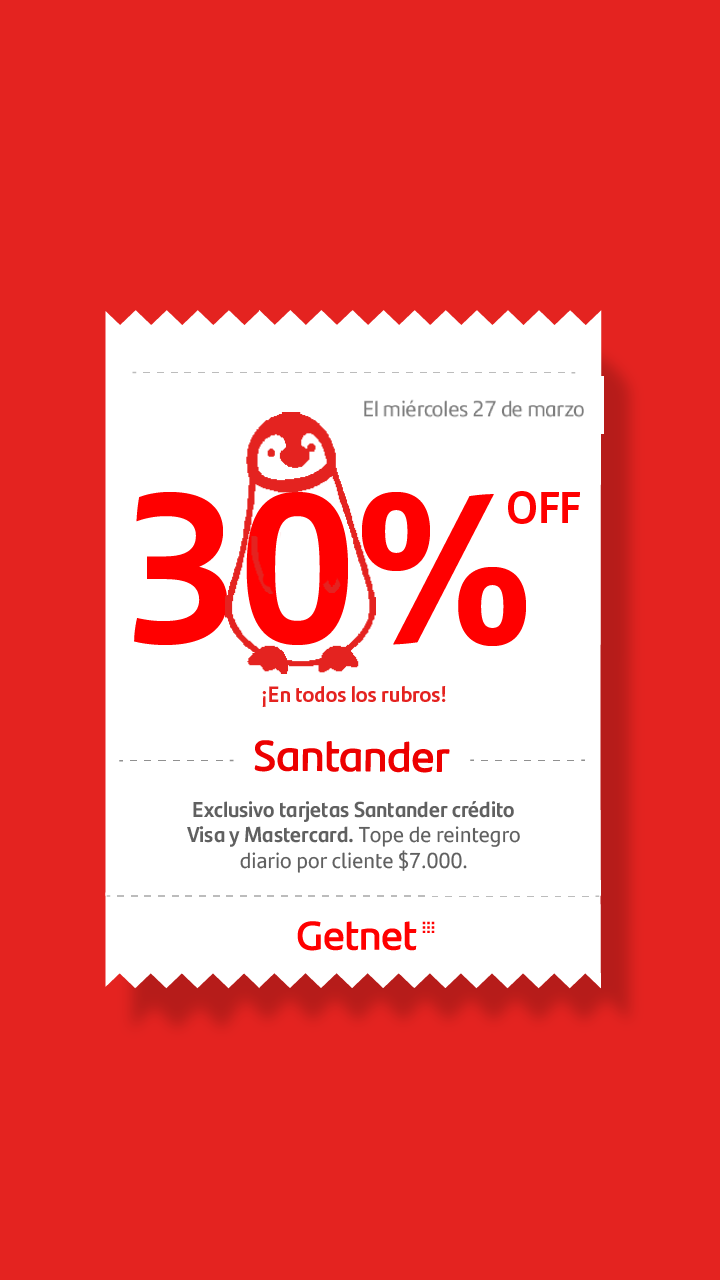 El miércoles 27 de marzo
30% OFF
¡En todos los rubros!
Santander
Exclusivo tarjetas Santander crédito
Visa y Mastercard. Tope de reintegro
diario por cliente $7.000.
Getnet